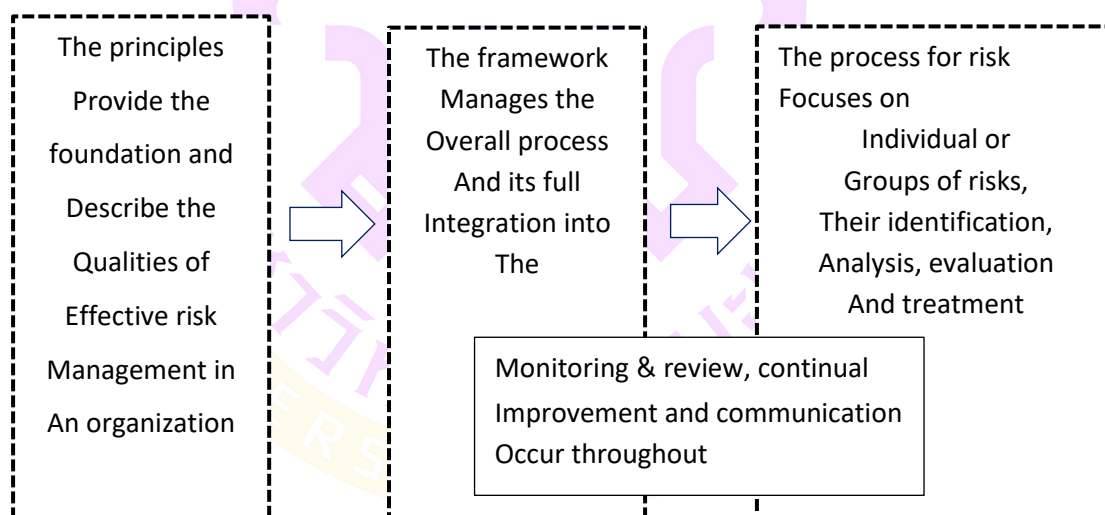 The principles
Provide the
foundation and
Describe the
Qualities of
Effective risk
Management in
An organization
The framework
Manages the
Overall process
And its full
Integration into
The
The process for risk
Focuses on
Individual or
Groups of risks,
Their identification,
Analysis, evaluation
And treatment
Monitoring & review, continual
Improvement and communication
Occur throughout